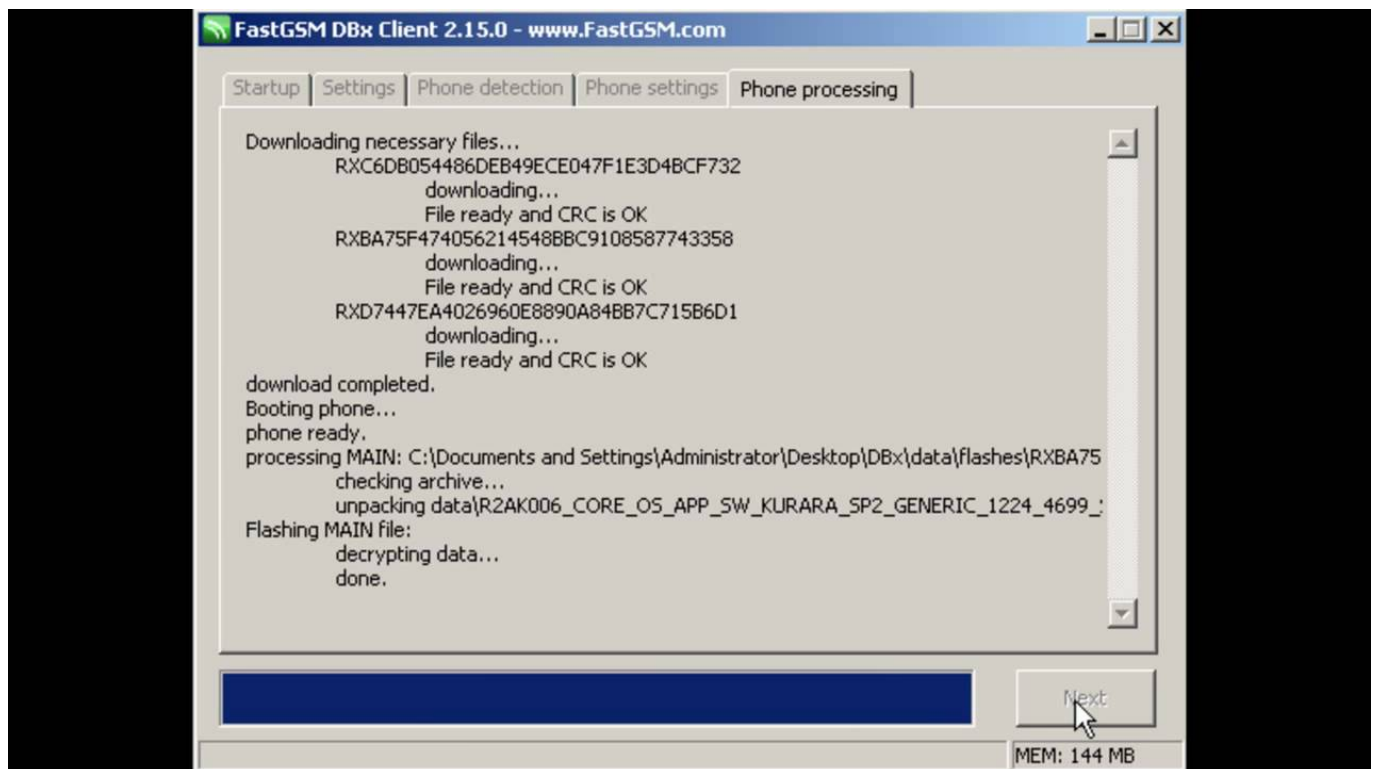 FastGSM DBx Client 2.15.0 - www.FastGSM.com
Startup Settings Phone detection Phone settings Phone processing
Downloading necessary files...
RXC6DB054486DEB49ECE047F1E3D4BCF732
downloading...
File ready and CRC is OK
RXBA75F474056214548BBC9108587743358
downloading...
File ready and CRC is OK
RXD7447EA4026960E8890A84BB7C715B6D1
downloading...
File ready and CRC is OK
download completed.
Booting phone...
phone ready.
processing MAIN: C:\Documents and Settings\Administrator\Desktop\DBx\data\flashes\RXBA75
checking archive...
unpacking data\R2AK006_CORE_OS_APP_SW_KURARA_SP2_GENERIC_1224_4699_
Flashing MAIN file:
decrypting data...
done.
Next
MEM: 144 MB